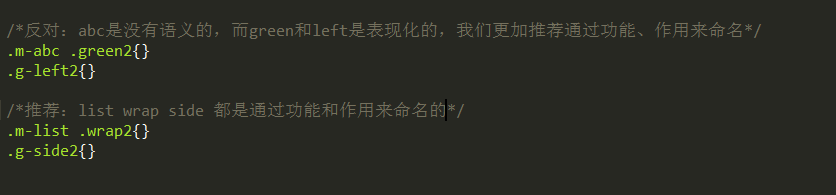 /*反对：abc是没有语义的，而green和left是表现化的，我们更加推荐通过功能、作用来命名*/
.m-abc .green2{}
.g-left2{}
/*推荐：list wrap side 都是通过功能和作用来命名的*/
.m-list .wrap2{}
.g-side2{}